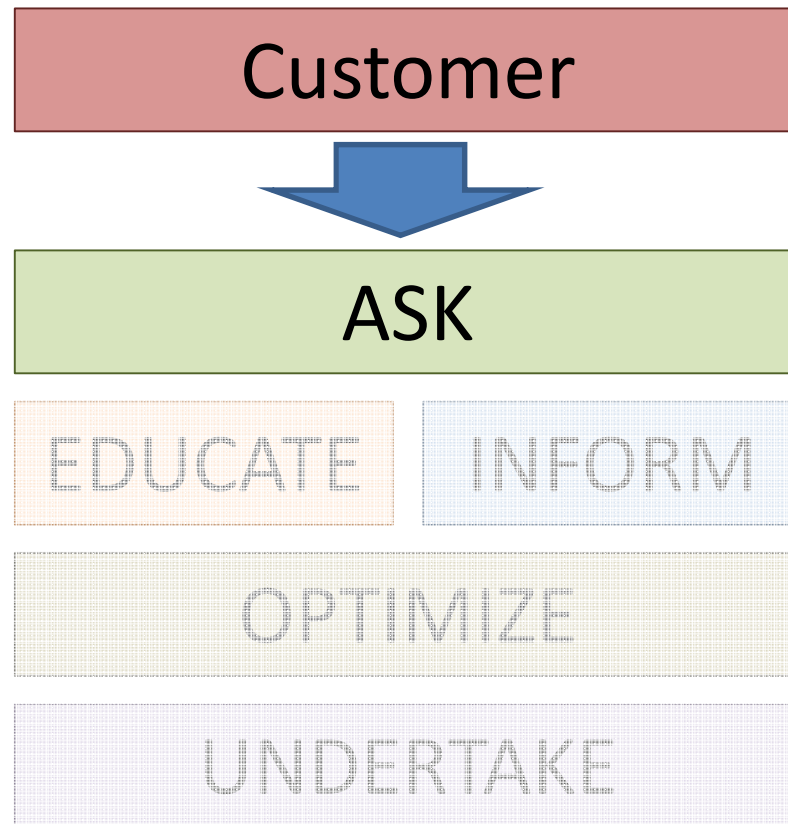 Customer
ASK
EDUCATE INFORM
OPTIMIZE
UNDERTAKE